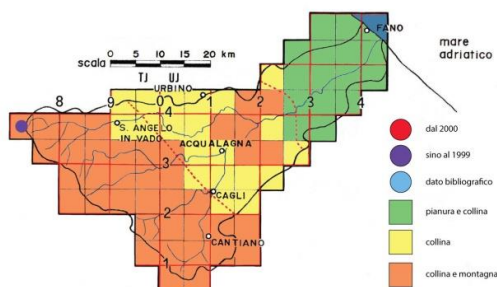 scala
0 5 10 15 20 km
TJ UJ
FANO
mare
adriatico
URBINO
8 9 0 1 2 3 4
4
S. ANGELO
IN VADO
ACQUALAGNA
3
CAGLI
2
CANTIANO
1
dal 2000
sino al 1999
dato bibliografico
pianura e collina
collina
collina e montagna